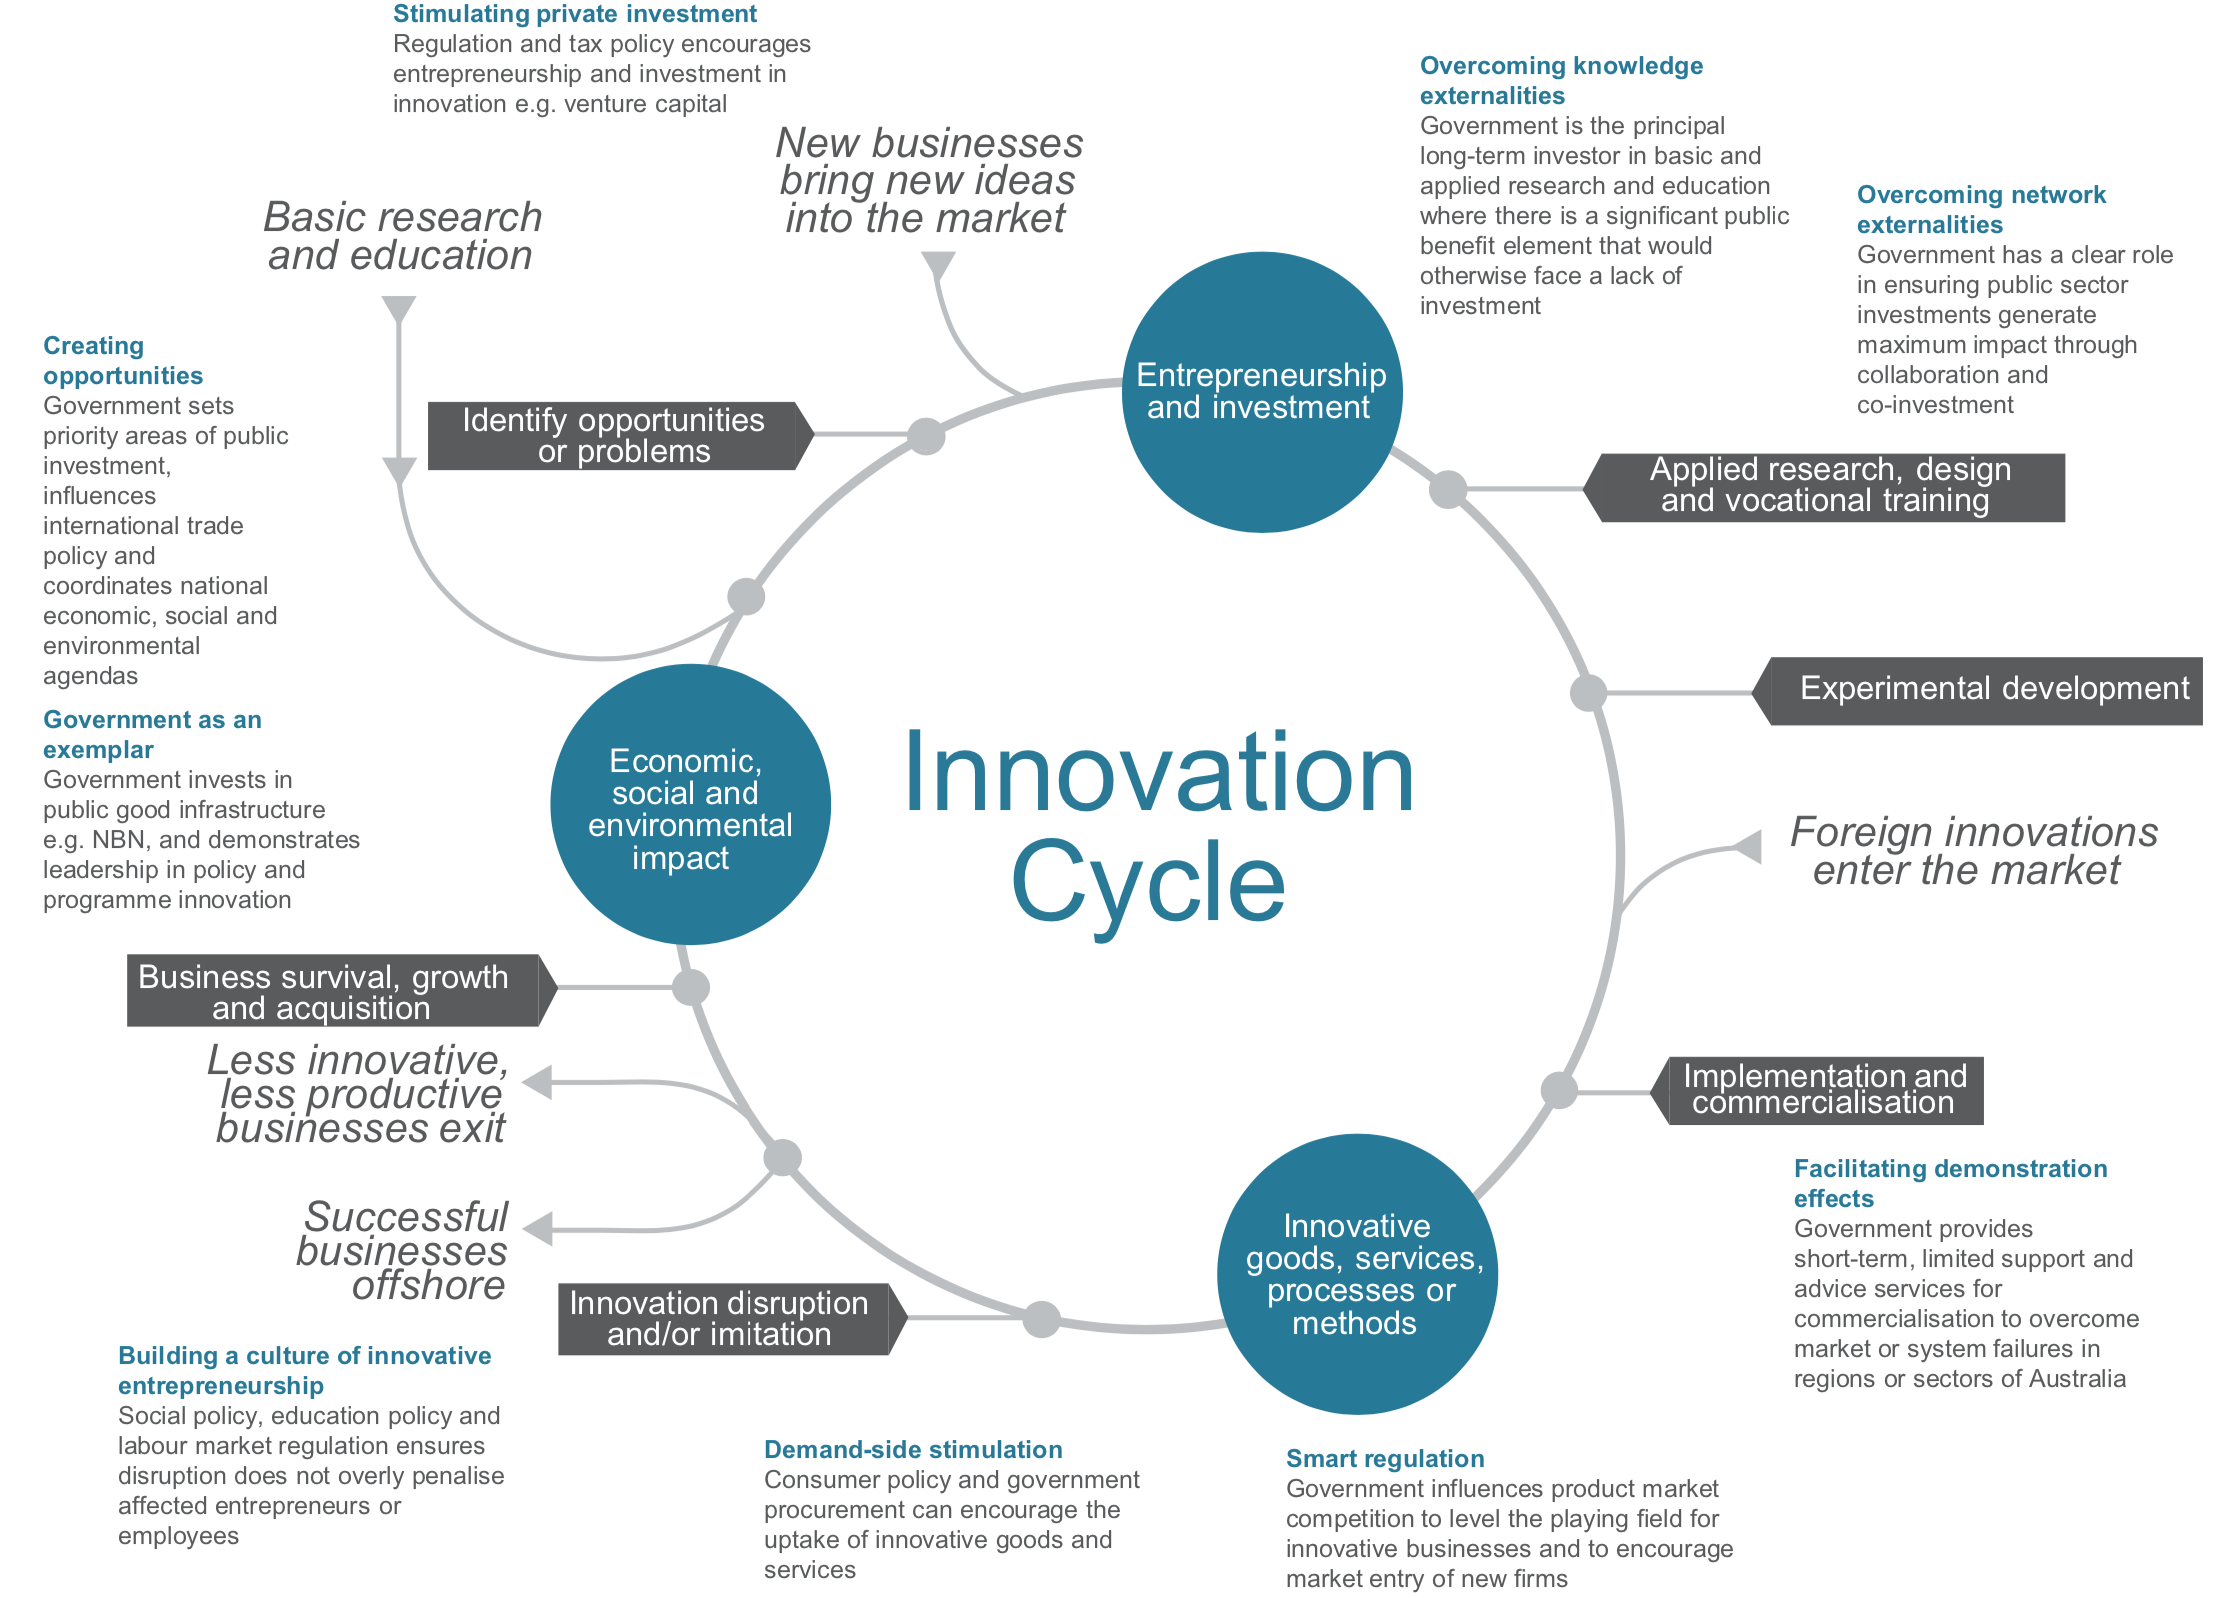 Stimulating private investment
Regulation and tax policy encourages
entrepreneurship and investment in
innovation e.g. venture capital
New businesses
bring new ideas
into the market
Overcoming knowledge
externalities
Government is the principal
long-term investor in basic and
applied research and education
where there is a significant public
benefit element that would
otherwise face a lack of
investment
Overcoming network
externalities
Government has a clear role
in ensuring public sector
investments generate
maximum impact through
collaboration and
co-investment
Basic research
and education
Creating
opportunities
Government sets
priority areas of public
investment,
influences
international trade
policy and
coordinates national
economic, social and
environmental
agendas
Identify opportunities
or problems
Entrepreneurship
and investment
Applied research, design
and vocational training
Experimental development
Government as an
exemplar
Government invests in
public good infrastructure
e.g. NBN, and demonstrates
leadership in policy and
programme innovation
Economic,
social and
environmental
impact
Innovation
Cycle
Foreign innovations
enter the market
Business survival, growth
and acquisition
Less innovative,
less productive
businesses exit
Successful
businesses
offshore
Implementation and
commercialisation
Facilitating demonstration
effects
Government provides
short-term, limited support and
advice services for
commercialisation to overcome
market or system failures in
regions or sectors of Australia
Innovative
goods, services,
processes or
methods
Innovation disruption
and/or imitation
Building a culture of innovative
entrepreneurship
Social policy, education policy and
labour market regulation ensures
disruption does not overly penalise
affected entrepreneurs or
employees
Demand-side stimulation
Consumer policy and government
procurement can encourage the
uptake of innovative goods and
services
Smart regulation
Government influences product market
competition to level the playing field for
innovative businesses and to encourage
market entry of new firms